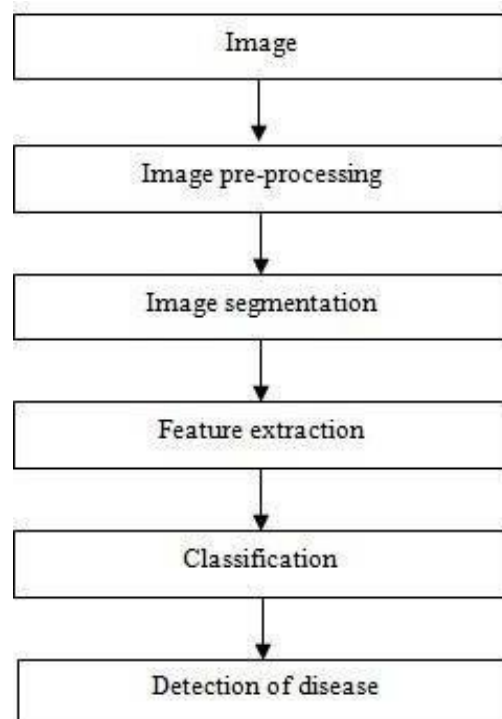 Image
Image pre-processing
Image segmentation
Feature extraction
Classification
Detection of disease